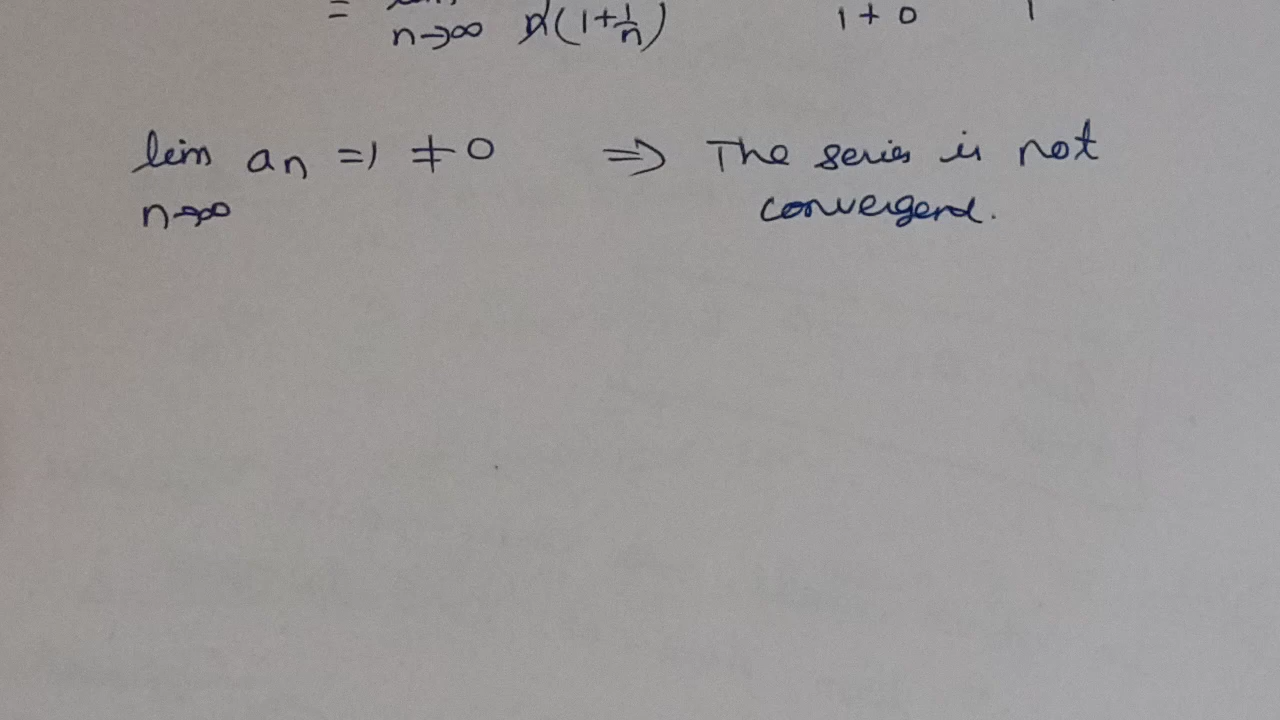 = n→∞ n(1+1/n) 1 + 0 1
lim an = 1 ≠ 0 ⇒ The series is not
n→∞ convergent.